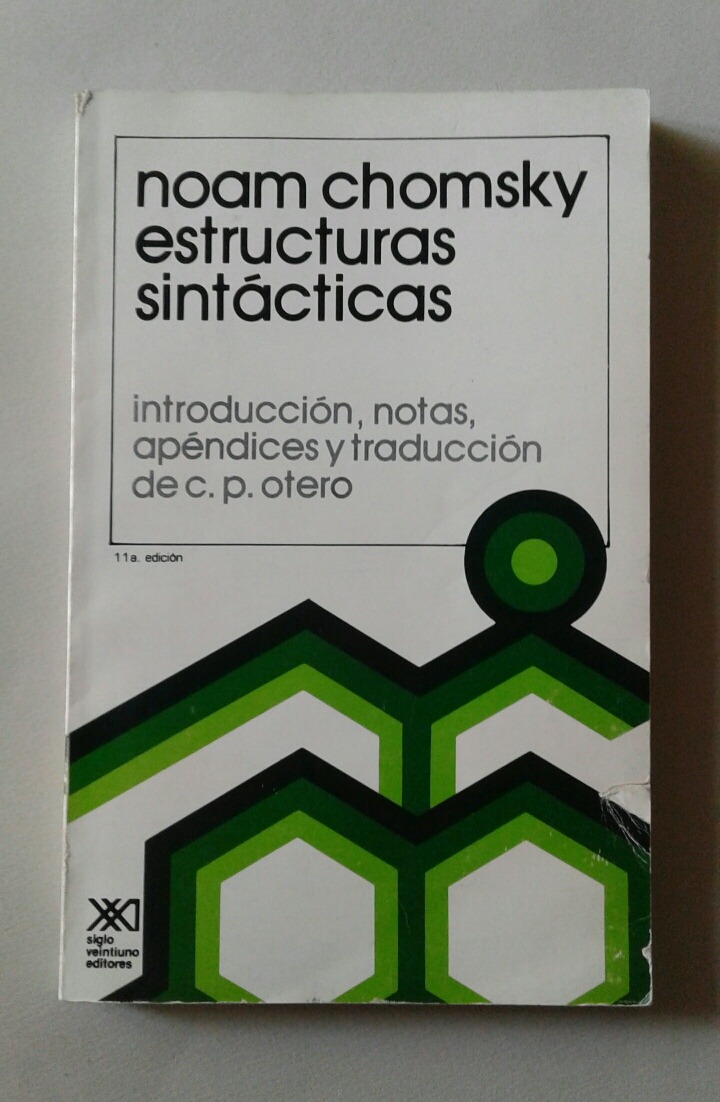 noam chomsky
estructuras
sintácticas
introducción, notas,
apéndices y traducción
de c. p. otero
11a. edición
siglo
veintiuno
editores